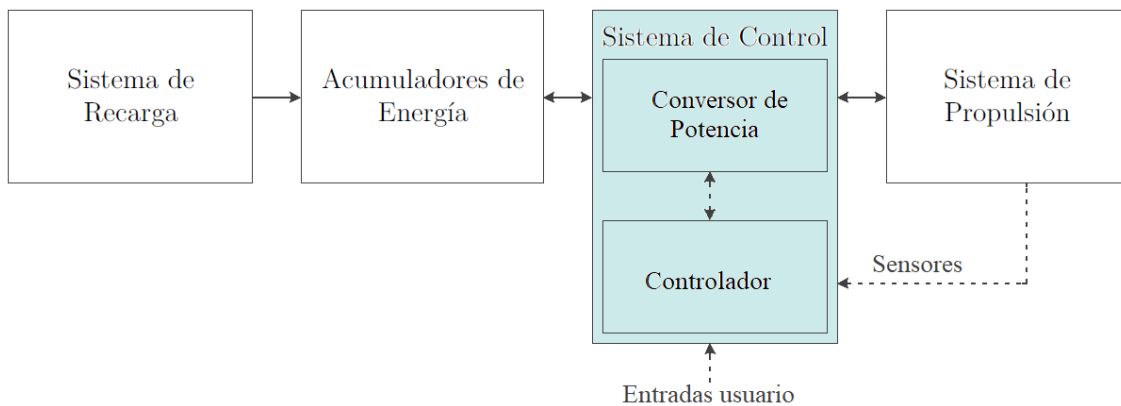 Sistema de
Recarga
Acumuladores de
Energía
Sistema de Control
Conversor de
Potencia
Controlador
Sistema de
Propulsión
Sensores
Entradas usuario